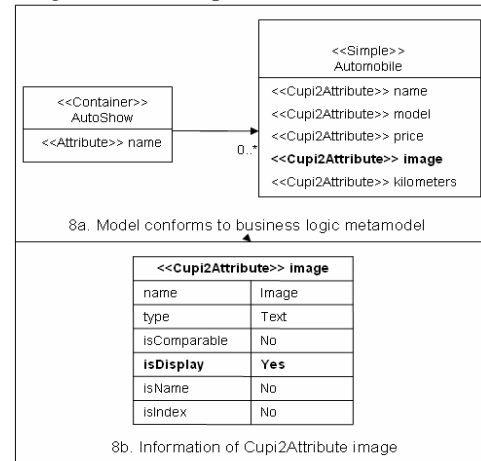 <<Simple>>
Automobile
<<Cupi2Attribute>> name
<<Cupi2Attribute>> model
<<Cupi2Attribute>> price
<<Cupi2Attribute>> image
<<Cupi2Attribute>> kilometers
<<Container>>
AutoShow
<<Attribute>> name
0..*
8a. Model conforms to business logic metamodel
<<Cupi2Attribute>> image
name Image
type Text
isComparable No
isDisplay Yes
isName No
isIndex No
8b. Information of Cupi2Attribute image